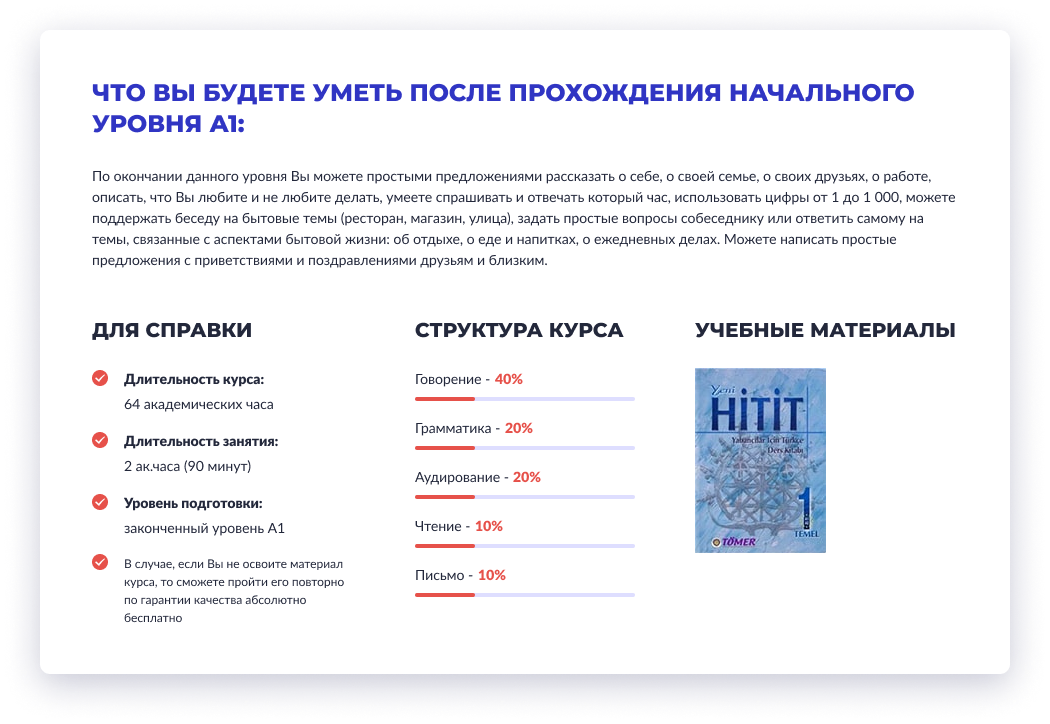 ЧТО ВЫ БУДЕТЕ УМЕТЬ ПОСЛЕ ПРОХОЖДЕНИЯ НАЧАЛЬНОГО
УРОВНЯ А1:
По окончании данного уровня Вы можете простыми предложениями рассказать о себе, о своей семье, о своих друзьях, о работе,
описать, что Вы любите и не любите делать, умеете спрашивать и отвечать который час, использовать цифры от 1 до 1 000, можете
поддержать беседу на бытовые темы (ресторан, магазин, улица), задать простые вопросы собеседнику или ответить самому на
темы, связанные с аспектами бытовой жизни: об отдыхе, о еде и напитках, о ежедневных делах. Можете написать простые
предложения с приветствиями и поздравлениями друзьям и близким.
ДЛЯ СПРАВКИ
Длительность курса:
64 академических часа
Длительность занятия:
2 ак.часа (90 минут)
Уровень подготовки:
законченный уровень А1
В случае, если Вы не освоите материал
курса, то сможете пройти его повторно
по гарантии качества абсолютно
бесплатно
СТРУКТУРА КУРСА
Говорение - 40%
Грамматика - 20%
Аудирование - 20%
Чтение - 10%
Письмо - 10%
УЧЕБНЫЕ МАТЕРИАЛЫ
Yeni
HİTİT
Yabancılar İçin Türkçe
Ders Kitabı
1
TEMEL
TÖMER